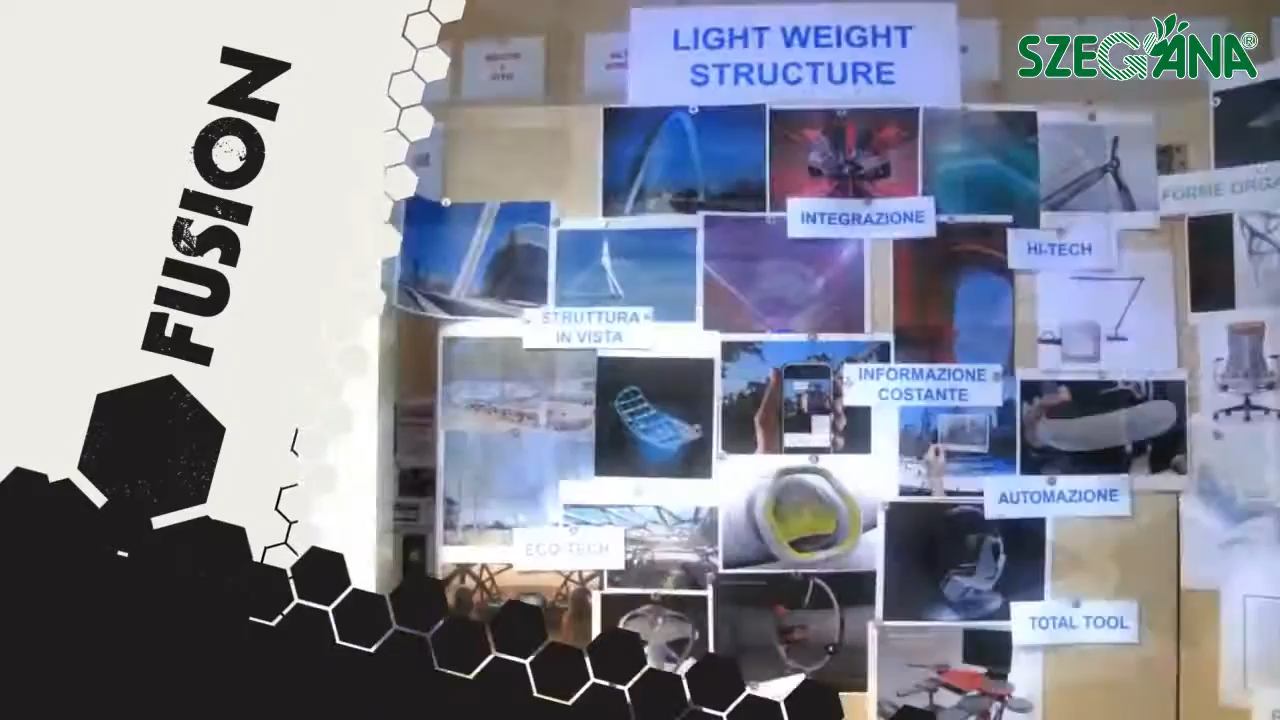 FUSION
SZEGANA®
LIGHT WEIGHT
STRUCTURE
INTEGRAZIONE
HI-TECH
FORME ORGA
STRUTTURA
IN VISTA
INFORMAZIONE
COSTANTE
AUTOMAZIONE
ECO-TECH
TOTAL TOOL